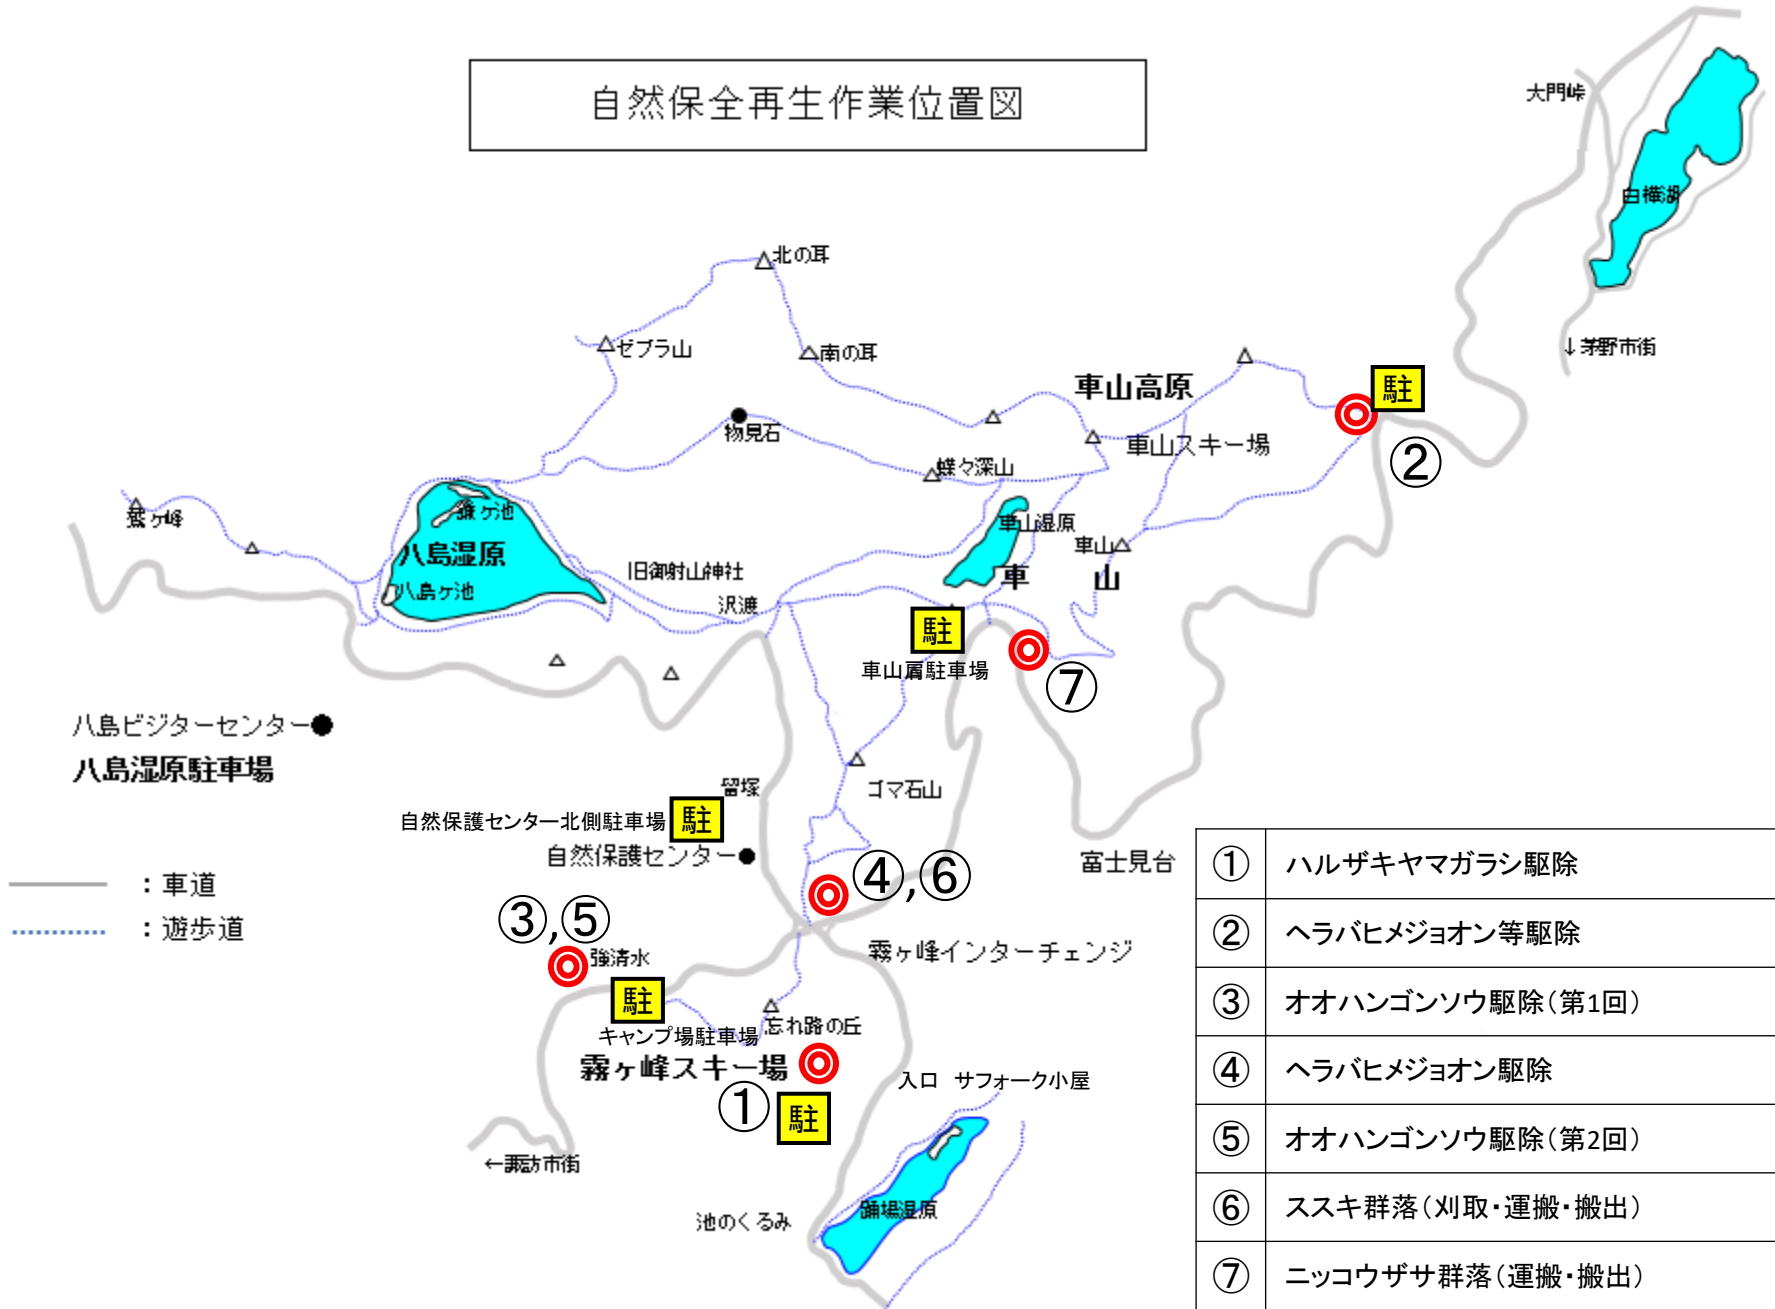 自然保全再生作業位置図
大門峠
白樺湖
↓茅野市街
北の耳
ゼブラ山
南の耳
車山高原
駐
物見石
車山スキー場
②
蝶々深山
鷲ヶ峰
鎌ヶ池
車山湿原
八島湿原
車山
旧御射山神社
車 山
八島ヶ池
沢渡
駐
車山肩駐車場
⑦
八島ビジターセンター●
八島湿原駐車場
留塚
ゴマ石山
自然保護センター北側駐車場
駐
自然保護センター●
富士見台
④,⑥
：車道
③,⑤
：遊歩道
霧ヶ峰インターチェンジ
強清水
駐
キャンプ場駐車場
忘れ路の丘
霧ヶ峰スキー場
①
駐
入口 サフォーク小屋
←諏訪市街
踊場湿原
池のくるみ
① ハルザキヤマガラシ駆除
② ヘラバヒメジョオン等駆除
③ オオハンゴンソウ駆除（第1回）
④ ヘラバヒメジョオン駆除
⑤ オオハンゴンソウ駆除（第2回）
⑥ ススキ群落（刈取・運搬・搬出）
⑦ ニッコウザサ群落（運搬・搬出）